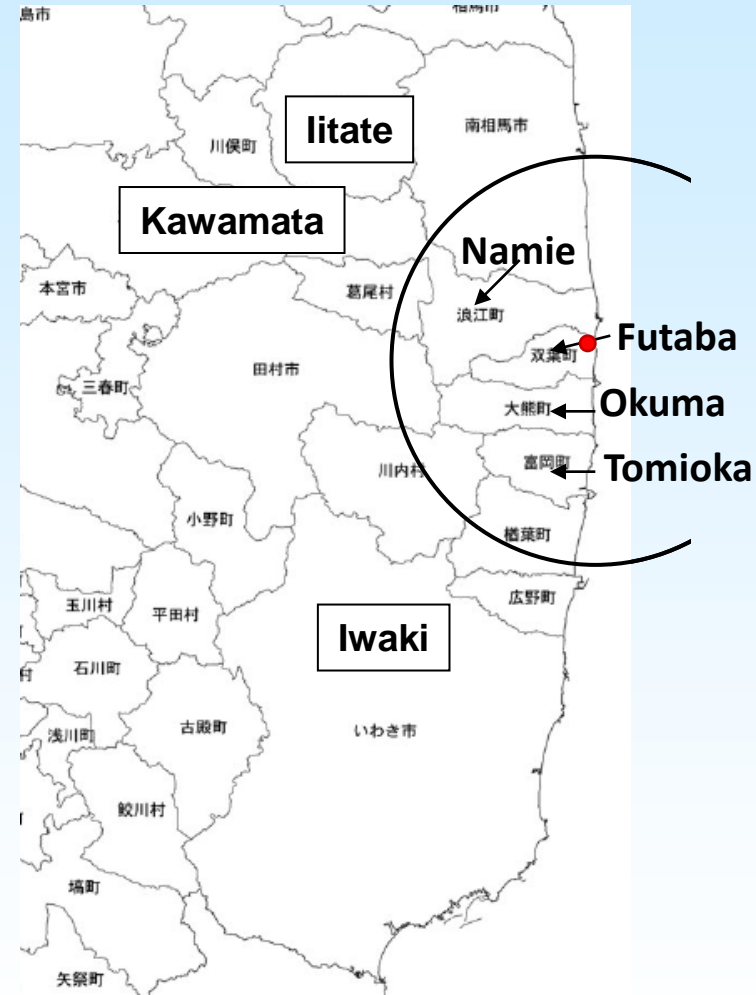 島市
相馬市
Iitate
南相馬市
川俣町
Kawamata
Namie
本宮市
葛尾村
浪江町
Futaba
双葉町
田村市
三春町
Okuma
大熊町
富岡町
Tomioka
川内村
小野町
楢葉町
玉川村
平田村
広野町
Iwaki
石川町
村
古殿町
いわき市
浅川町
鮫川村
塙町
矢祭町